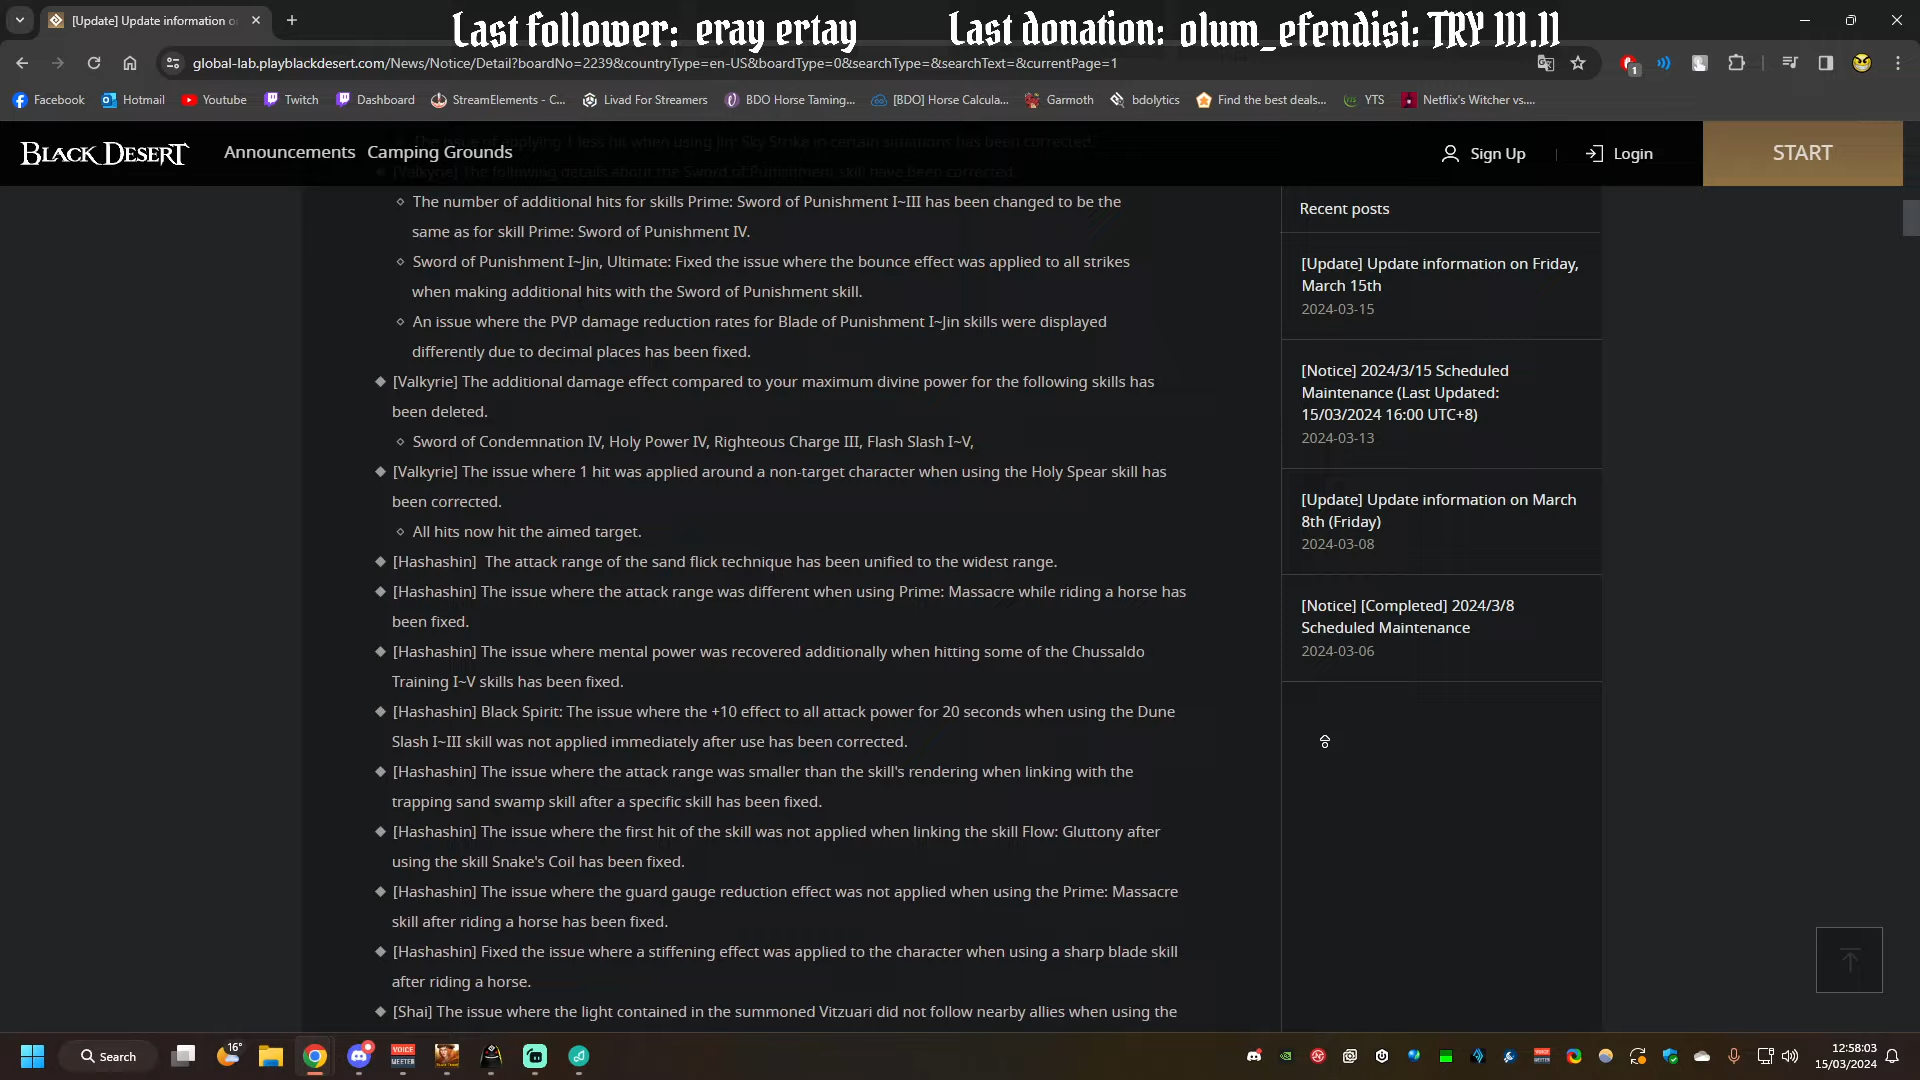 [Update] Update information o
Last follower: eray ertay
Last donation: olum_efendisi: TRY 111.11
global-lab.playblackdesert.com/News/Notice/Detail?boardNo=2239&countryType=en-US&boardType=0&searchType=&searchText=&currentPage=1
1
Facebook
Hotmail
Youtube
Twitch
Dashboard
StreamElements - C...
Livad For Streamers
BDO Horse Taming...
[BDO] Horse Calcula...
Garmoth
bdolytics
Find the best deals...
YTS
Netflix's Witcher vs....
BLACK DESERT
Announcements
Camping Grounds
Sign Up
Login
START
The issue of applying 1 less hit when using Jin: Sky Strike in certain situations has been corrected.
[Valkyrie] The following details about the Sword of Punishment skill have been corrected.
The number of additional hits for skills Prime: Sword of Punishment I~III has been changed to be the
same as for skill Prime: Sword of Punishment IV.
Sword of Punishment I~Jin, Ultimate: Fixed the issue where the bounce effect was applied to all strikes
when making additional hits with the Sword of Punishment skill.
An issue where the PVP damage reduction rates for Blade of Punishment I~Jin skills were displayed
differently due to decimal places has been fixed.
[Valkyrie] The additional damage effect compared to your maximum divine power for the following skills has
been deleted.
Sword of Condemnation IV, Holy Power IV, Righteous Charge III, Flash Slash I~V,
[Valkyrie] The issue where 1 hit was applied around a non-target character when using the Holy Spear skill has
been corrected.
All hits now hit the aimed target.
[Hashashin]  The attack range of the sand flick technique has been unified to the widest range.
[Hashashin] The issue where the attack range was different when using Prime: Massacre while riding a horse has
been fixed.
[Hashashin] The issue where mental power was recovered additionally when hitting some of the Chussaldo
Training I~V skills has been fixed.
[Hashashin] Black Spirit: The issue where the +10 effect to all attack power for 20 seconds when using the Dune
Slash I~III skill was not applied immediately after use has been corrected.
[Hashashin] The issue where the attack range was smaller than the skill's rendering when linking with the
trapping sand swamp skill after a specific skill has been fixed.
[Hashashin] The issue where the first hit of the skill was not applied when linking the skill Flow: Gluttony after
using the skill Snake's Coil has been fixed.
[Hashashin] The issue where the guard gauge reduction effect was not applied when using the Prime: Massacre
skill after riding a horse has been fixed.
[Hashashin] Fixed the issue where a stiffening effect was applied to the character when using a sharp blade skill
after riding a horse.
[Shai] The issue where the light contained in the summoned Vitzuari did not follow nearby allies when using the
Recent posts
[Update] Update information on Friday,
March 15th
2024-03-15
[Notice] 2024/3/15 Scheduled
Maintenance (Last Updated:
15/03/2024 16:00 UTC+8)
2024-03-13
[Update] Update information on March
8th (Friday)
2024-03-08
[Notice] [Completed] 2024/3/8
Scheduled Maintenance
2024-03-06
Search
16°
VOICE
MEETER
12:58:03
15/03/2024